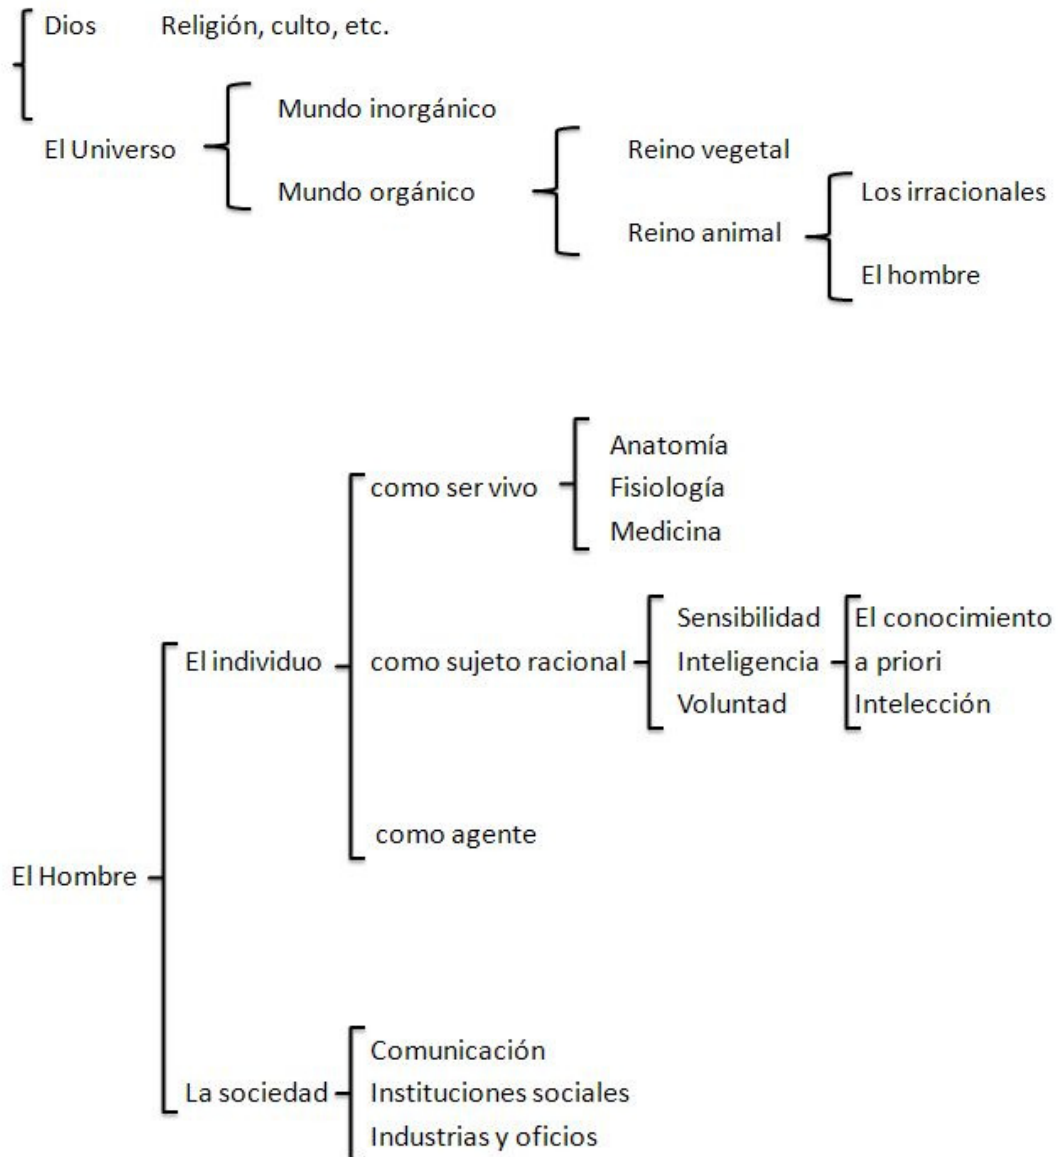 Dios Religión, culto, etc.
El Universo
Mundo inorgánico
Mundo orgánico
Reino vegetal
Reino animal
Los irracionales
El hombre
El Hombre
El individuo
como ser vivo
Anatomía
Fisiología
Medicina
como sujeto racional
Sensibilidad
Inteligencia
Voluntad
El conocimiento
a priori
Intelección
como agente
La sociedad
Comunicación
Instituciones sociales
Industrias y oficios